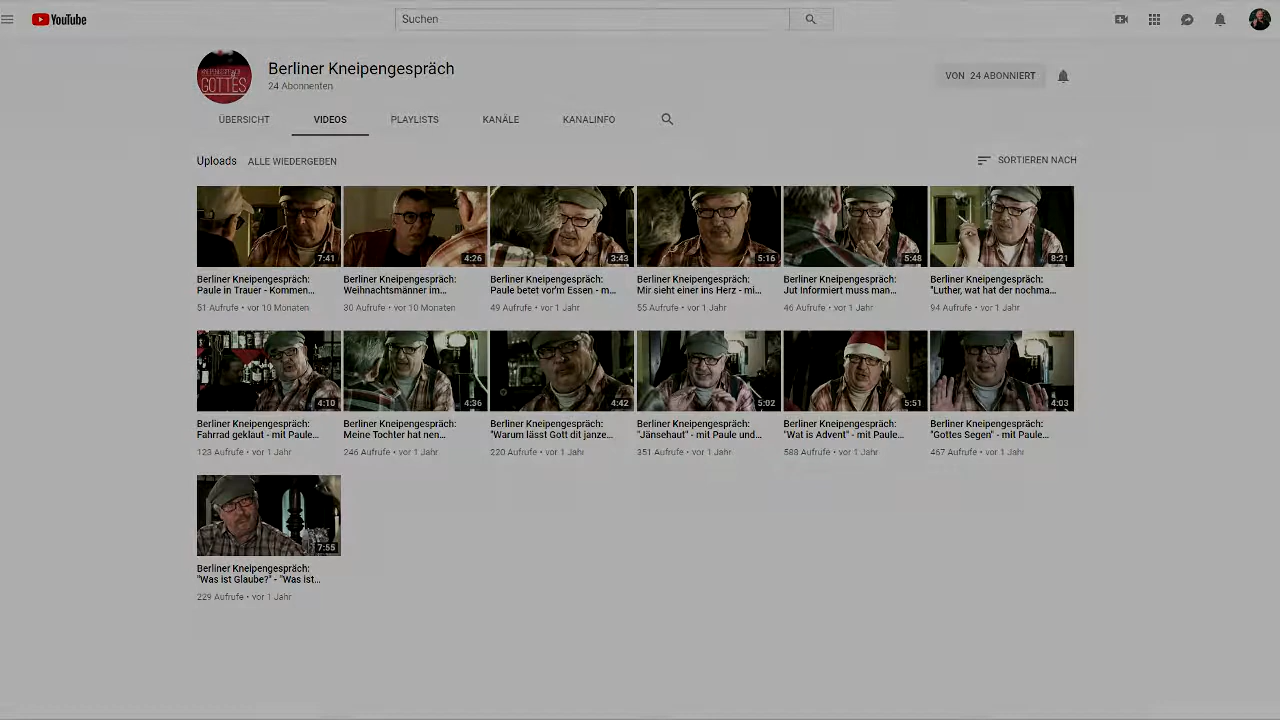 YouTube
Suchen
GOTTES
Berliner Kneipengespräch
24 Abonnenten
VON 24 ABONNIERT
ÜBERSICHT VIDEOS PLAYLISTS KANÄLE KANALINFO
Uploads ALLE WIEDERGEBEN SORTIEREN NACH
7:41 4:26 3:43 5:16 5:48 8:21
Berliner Kneipengespräch:
Paule in Trauer - Kommen...
51 Aufrufe • vor 10 Monaten
Berliner Kneipengespräch:
Weihnachtsmänner im...
30 Aufrufe • vor 10 Monaten
Berliner Kneipengespräch:
Paule betet vor'm Essen - m...
49 Aufrufe • vor 1 Jahr
Berliner Kneipengespräch:
Mir sieht einer ins Herz - mi...
55 Aufrufe • vor 1 Jahr
Berliner Kneipengespräch:
Jut Informiert muss man...
46 Aufrufe • vor 1 Jahr
Berliner Kneipengespräch:
"Luther, wat hat der nochma...
94 Aufrufe • vor 1 Jahr
4:10 4:36 4:42 5:02 5:51 4:03
Berliner Kneipengespräch:
Fahrrad geklaut - mit Paule...
123 Aufrufe • vor 1 Jahr
Berliner Kneipengespräch:
Meine Tochter hat nen...
246 Aufrufe • vor 1 Jahr
Berliner Kneipengespräch:
"Warum lässt Gott dit janze...
220 Aufrufe • vor 1 Jahr
Berliner Kneipengespräch:
"Jänsehaut" - mit Paule und...
351 Aufrufe • vor 1 Jahr
Berliner Kneipengespräch:
"Wat is Advent" - mit Paule...
588 Aufrufe • vor 1 Jahr
Berliner Kneipengespräch:
"Gottes Segen" - mit Paule...
467 Aufrufe • vor 1 Jahr
7:55
Berliner Kneipengespräch:
"Was ist Glaube?" - "Was ist...
229 Aufrufe • vor 1 Jahr